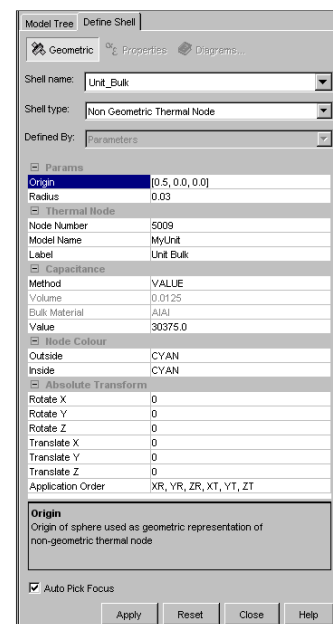 Model Tree Define Shell
Geometric Properties Diagrams...
Shell name: Unit_Bulk
Shell type: Non Geometric Thermal Node
Defined By: Parameters
Params
Origin [0.5, 0.0, 0.0]
Radius 0.03
Thermal Node
Node Number 5009
Model Name MyUnit
Label Unit Bulk
Capacitance
Method VALUE
Volume 0.0125
Bulk Material AlAl
Value 30375.0
Node Colour
Outside CYAN
Inside CYAN
Absolute Transform
Rotate X 0
Rotate Y 0
Rotate Z 0
Translate X 0
Translate Y 0
Translate Z 0
Application Order XR, YR, ZR, XT, YT, ZT
Origin
Origin of sphere used as geometric representation of
non-geometric thermal node
Auto Pick Focus
Apply Reset Close Help